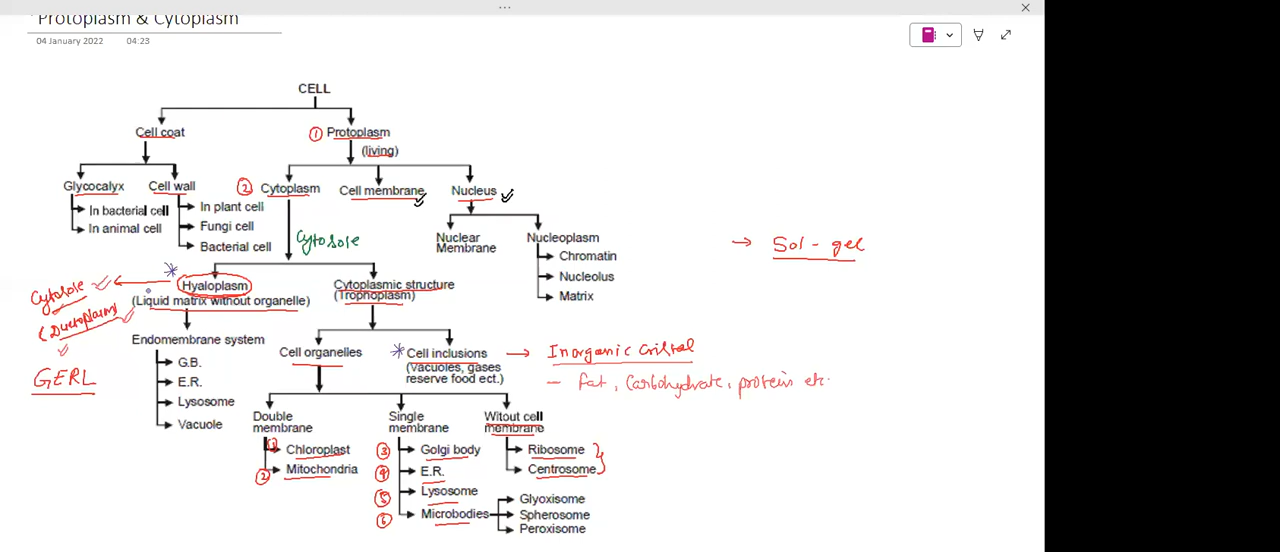 Protoplasm & Cytoplasm
04 January 2022 04:23
CELL
Cell coat
① Protoplasm
(living)
Glycocalyx
Cell wall
② Cytoplasm
Cell membrane
Nucleus
In bacterial cell
In animal cell
In plant cell
Fungi cell
Bacterial cell
Cytosole
Nuclear
Membrane
Nucleoplasm
Chromatin
Nucleolus
Matrix
→ Sol - gel
Hyaloplasm
(Liquid matrix without organelle)
Cytosole
(Ductoplasm
GERL
Cytoplasmic structure
(Trophoplasm)
Endomembrane system
G.B.
E.R.
Lysosome
Vacuole
Cell organelles
Cell inclusions
(vacuoles, gases
reserve food ect.)
→ Inorganic cristal
- fat, Carbohydrate, protein etc.
Double
membrane
Single
membrane
Witout cell
membrane
① Chloroplast
② Mitochondria
③ Golgi body
④ E.R.
⑤ Lysosome
⑥ Microbodies
Ribosome
Centrosome
Glyoxisome
Spherosome
Peroxisome